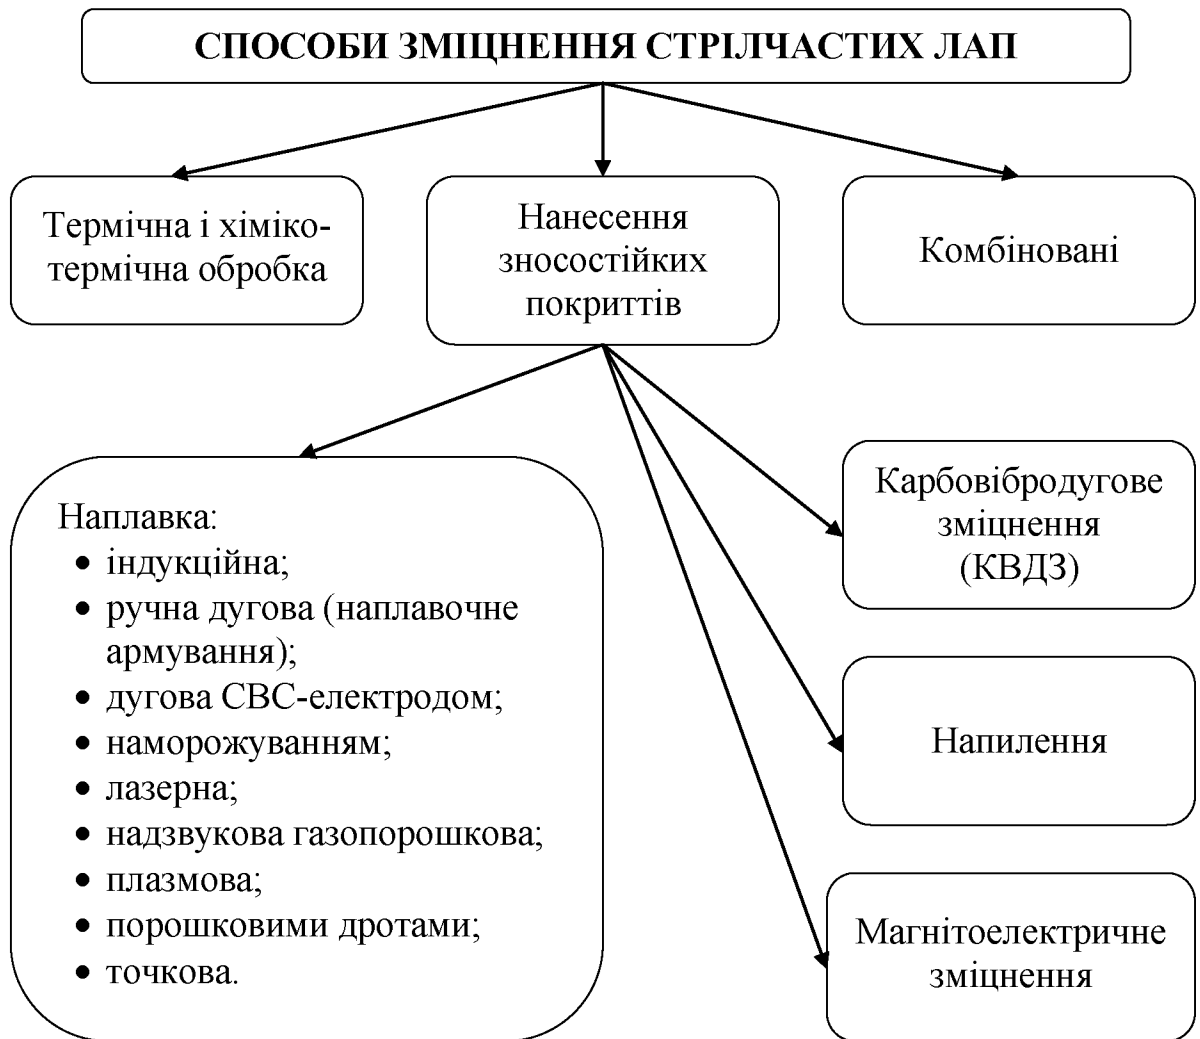 СПОСОБИ ЗМІЦНЕННЯ СТРІЛЧАСТИХ ЛАП
Термічна і хіміко-
термічна обробка
Нанесення
зносостійких
покриттів
Комбіновані
Наплавка:
• індукційна;
• ручна дугова (наплавочне
армування);
• дугова СВС-електродом;
• наморожуванням;
• лазерна;
• надзвукова газопорошкова;
• плазмова;
• порошковими дротами;
• точкова.
Карбовібродугове
зміцнення
(КВДЗ)
Напилення
Магнітоелектричне
зміцнення